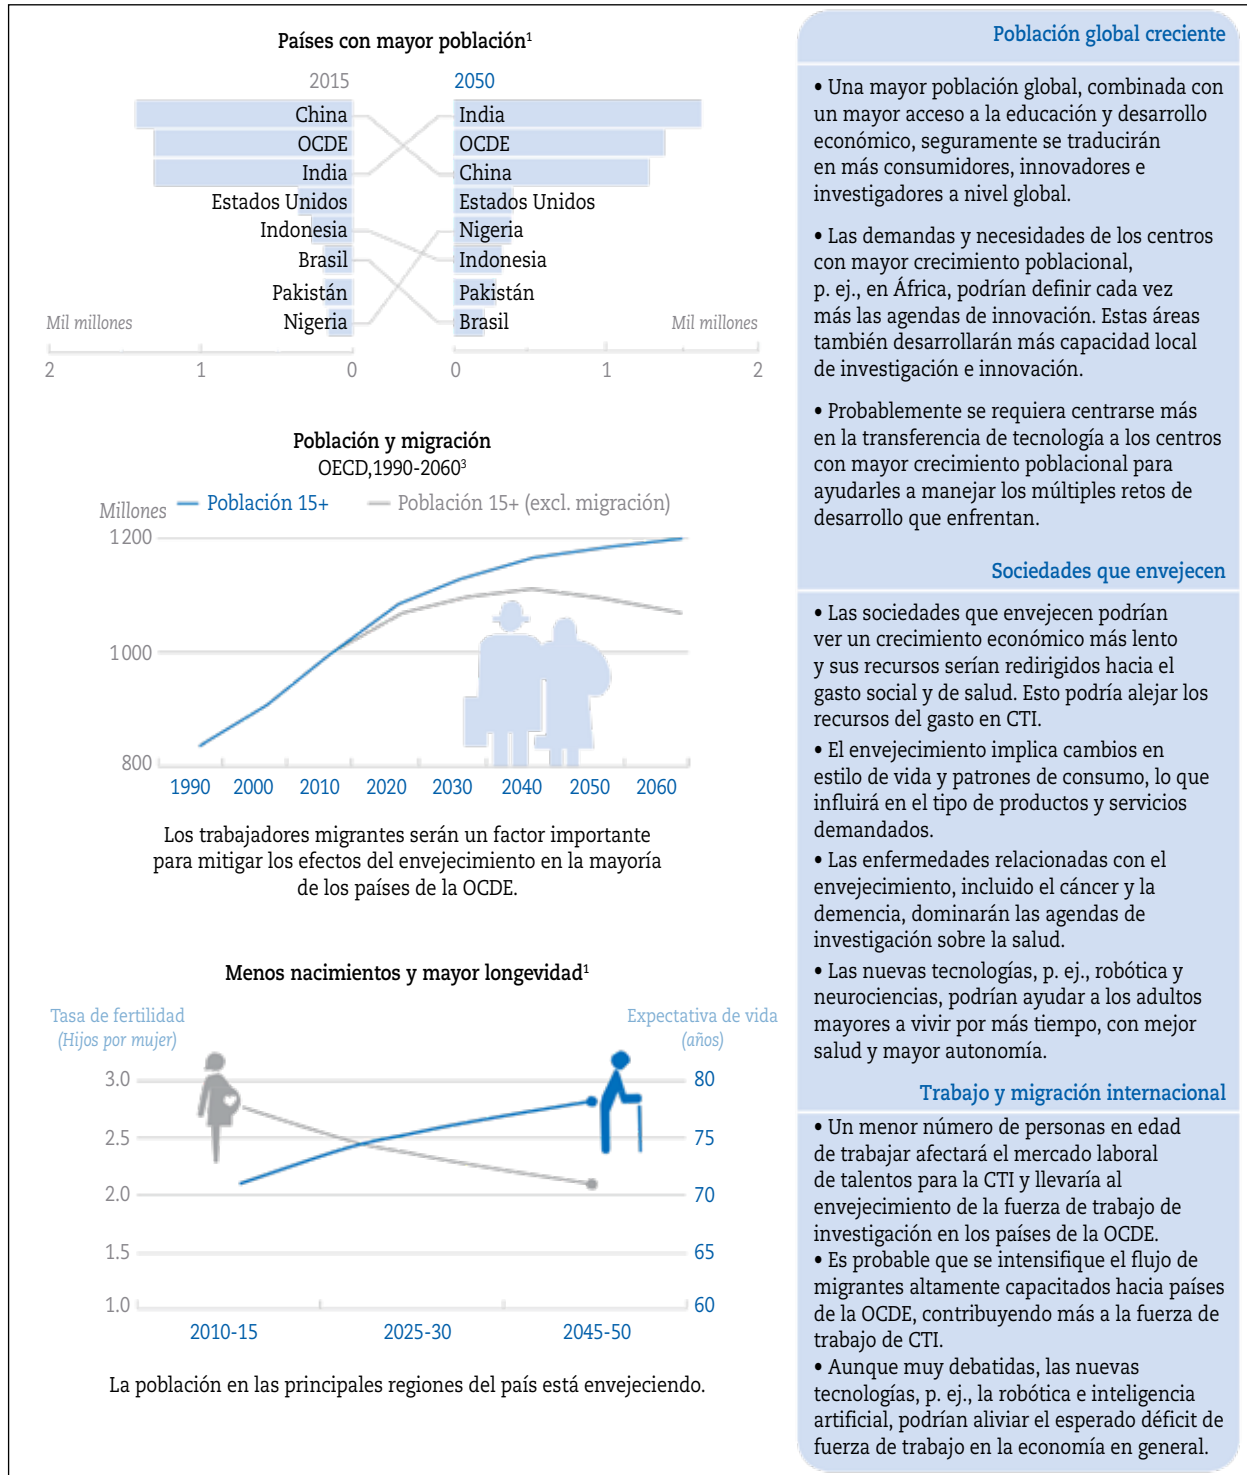 Países con mayor población¹
2015
2050
China
OCDE
India
Estados Unidos
Indonesia
Brasil
Pakistán
Nigeria
India
OCDE
China
Estados Unidos
Nigeria
Indonesia
Pakistán
Brasil
Mil millones
Mil millones
2 1 0
0 1 2
Población y migración
OECD,1990-2060³
Millones
Población 15+
Población 15+ (excl. migración)
1200
1000
800
1990 2000 2010 2020 2030 2040 2050 2060
Los trabajadores migrantes serán un factor importante
para mitigar los efectos del envejecimiento en la mayoría
de los países de la OCDE.
Menos nacimientos y mayor longevidad¹
Tasa de fertilidad
(Hijos por mujer)
Expectativa de vida
(años)
3.0
2.5
2.0
1.5
1.0
80
75
70
65
60
2010-15 2025-30 2045-50
La población en las principales regiones del país está envejeciendo.
Población global creciente
• Una mayor población global, combinada con
un mayor acceso a la educación y desarrollo
económico, seguramente se traducirán
en más consumidores, innovadores e
investigadores a nivel global.
• Las demandas y necesidades de los centros
con mayor crecimiento poblacional,
p. ej., en África, podrían definir cada vez
más las agendas de innovación. Estas áreas
también desarrollarán más capacidad local
de investigación e innovación.
• Probablemente se requiera centrarse más
en la transferencia de tecnología a los centros
con mayor crecimiento poblacional para
ayudarles a manejar los múltiples retos de
desarrollo que enfrentan.
Sociedades que envejecen
• Las sociedades que envejecen podrían
ver un crecimiento económico más lento
y sus recursos serían redirigidos hacia el
gasto social y de salud. Esto podría alejar los
recursos del gasto en CTI.
• El envejecimiento implica cambios en
estilo de vida y patrones de consumo, lo que
influirá en el tipo de productos y servicios
demandados.
• Las enfermedades relacionadas con el
envejecimiento, incluido el cáncer y la
demencia, dominarán las agendas de
investigación sobre la salud.
• Las nuevas tecnologías, p. ej., robótica y
neurociencias, podrían ayudar a los adultos
mayores a vivir por más tiempo, con mejor
salud y mayor autonomía.
Trabajo y migración internacional
• Un menor número de personas en edad
de trabajar afectará el mercado laboral
de talentos para la CTI y llevaría al
envejecimiento de la fuerza de trabajo de
investigación en los países de la OCDE.
• Es probable que se intensifique el flujo de
migrantes altamente capacitados hacia países
de la OCDE, contribuyendo más a la fuerza de
trabajo de CTI.
• Aunque muy debatidas, las nuevas
tecnologías, p. ej., la robótica e inteligencia
artificial, podrían aliviar el esperado déficit de
fuerza de trabajo en la economía en general.